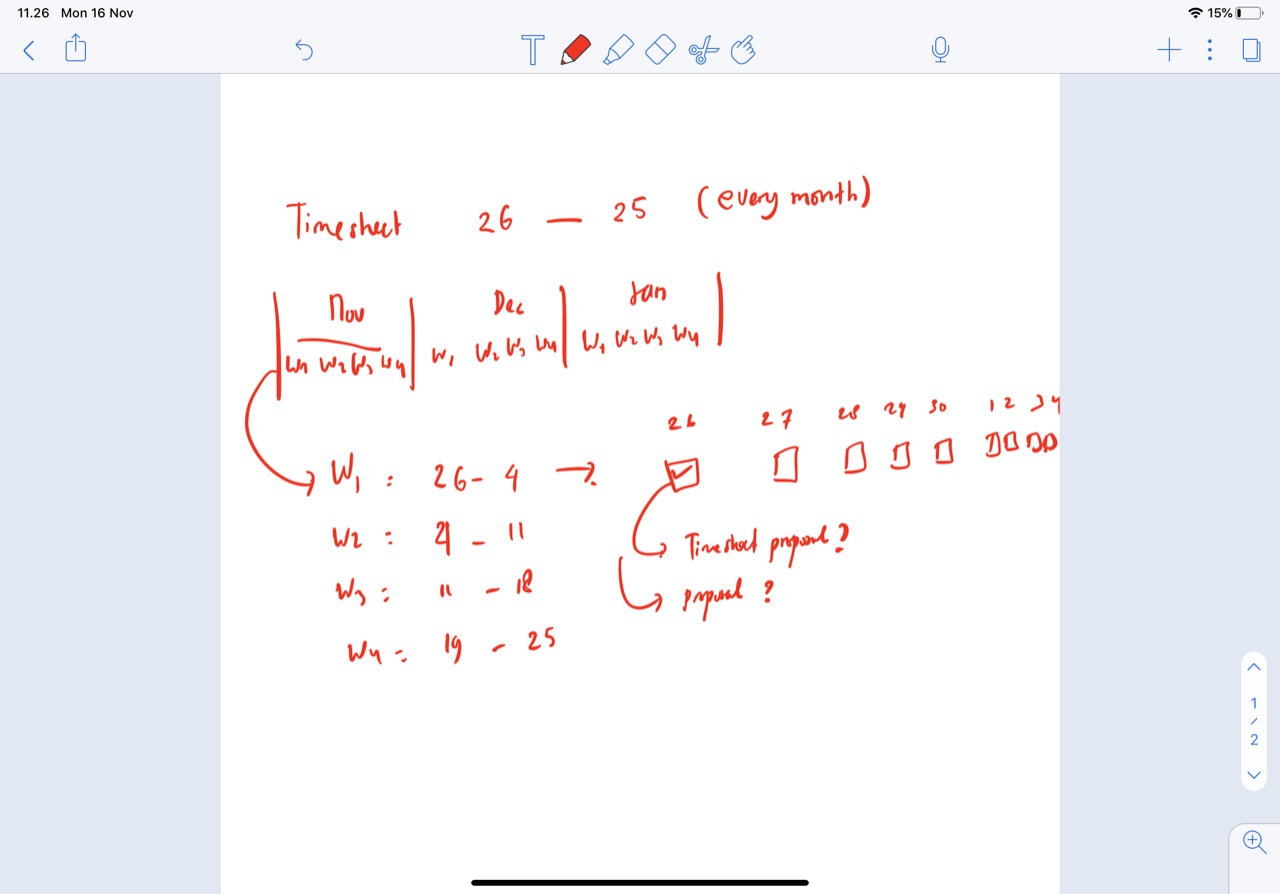 11.26 Mon 16 Nov 15%
T
Timesheet 26 — 25 (every month)
Nov Dec Jan
W1 W2 W3 W4 W1 W2 W3 W4 W1 W2 W3 W4
26 27 28 29 30 1 2 3 4
W1 : 26 - 4 →
W2 : 4 - 11
Timesheet proposal?
W3 : 11 - 18
proposal ?
W4 : 19 - 25
1
/
2